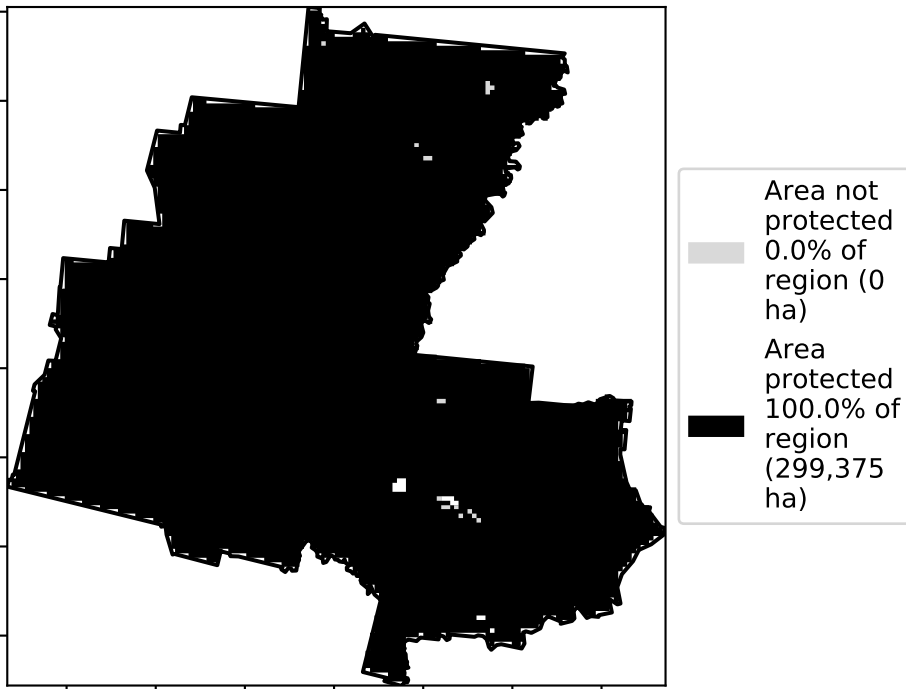 Area not
protected
0.0% of
region (0
ha)
Area
protected
100.0% of
region
(299,375
ha)